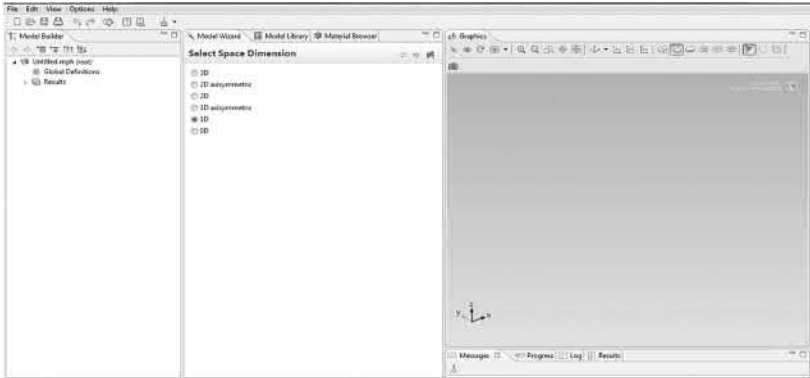 File Edit View Options Help
Model Builder
Untitled.mph (root)
Global Definitions
Results
Model Wizard Model Library Material Browser
Select Space Dimension
3D
2D axisymmetric
2D
1D axisymmetric
1D
0D
Graphics
y z x
Messages Progress Log Results